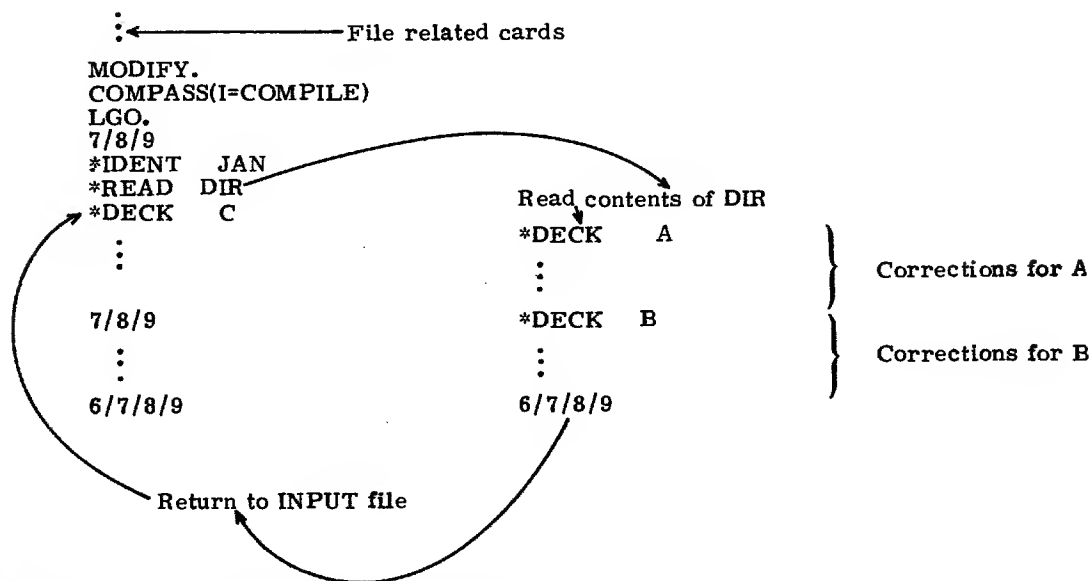 File related cards
MODIFY.
COMPASS(I=COMPILE)
LGO.
7/8/9
*IDENT JAN
*READ DIR
*DECK C
7/8/9
6/7/8/9
Read contents of DIR
*DECK A
Corrections for A
*DECK B
Corrections for B
6/7/8/9
Return to INPUT file